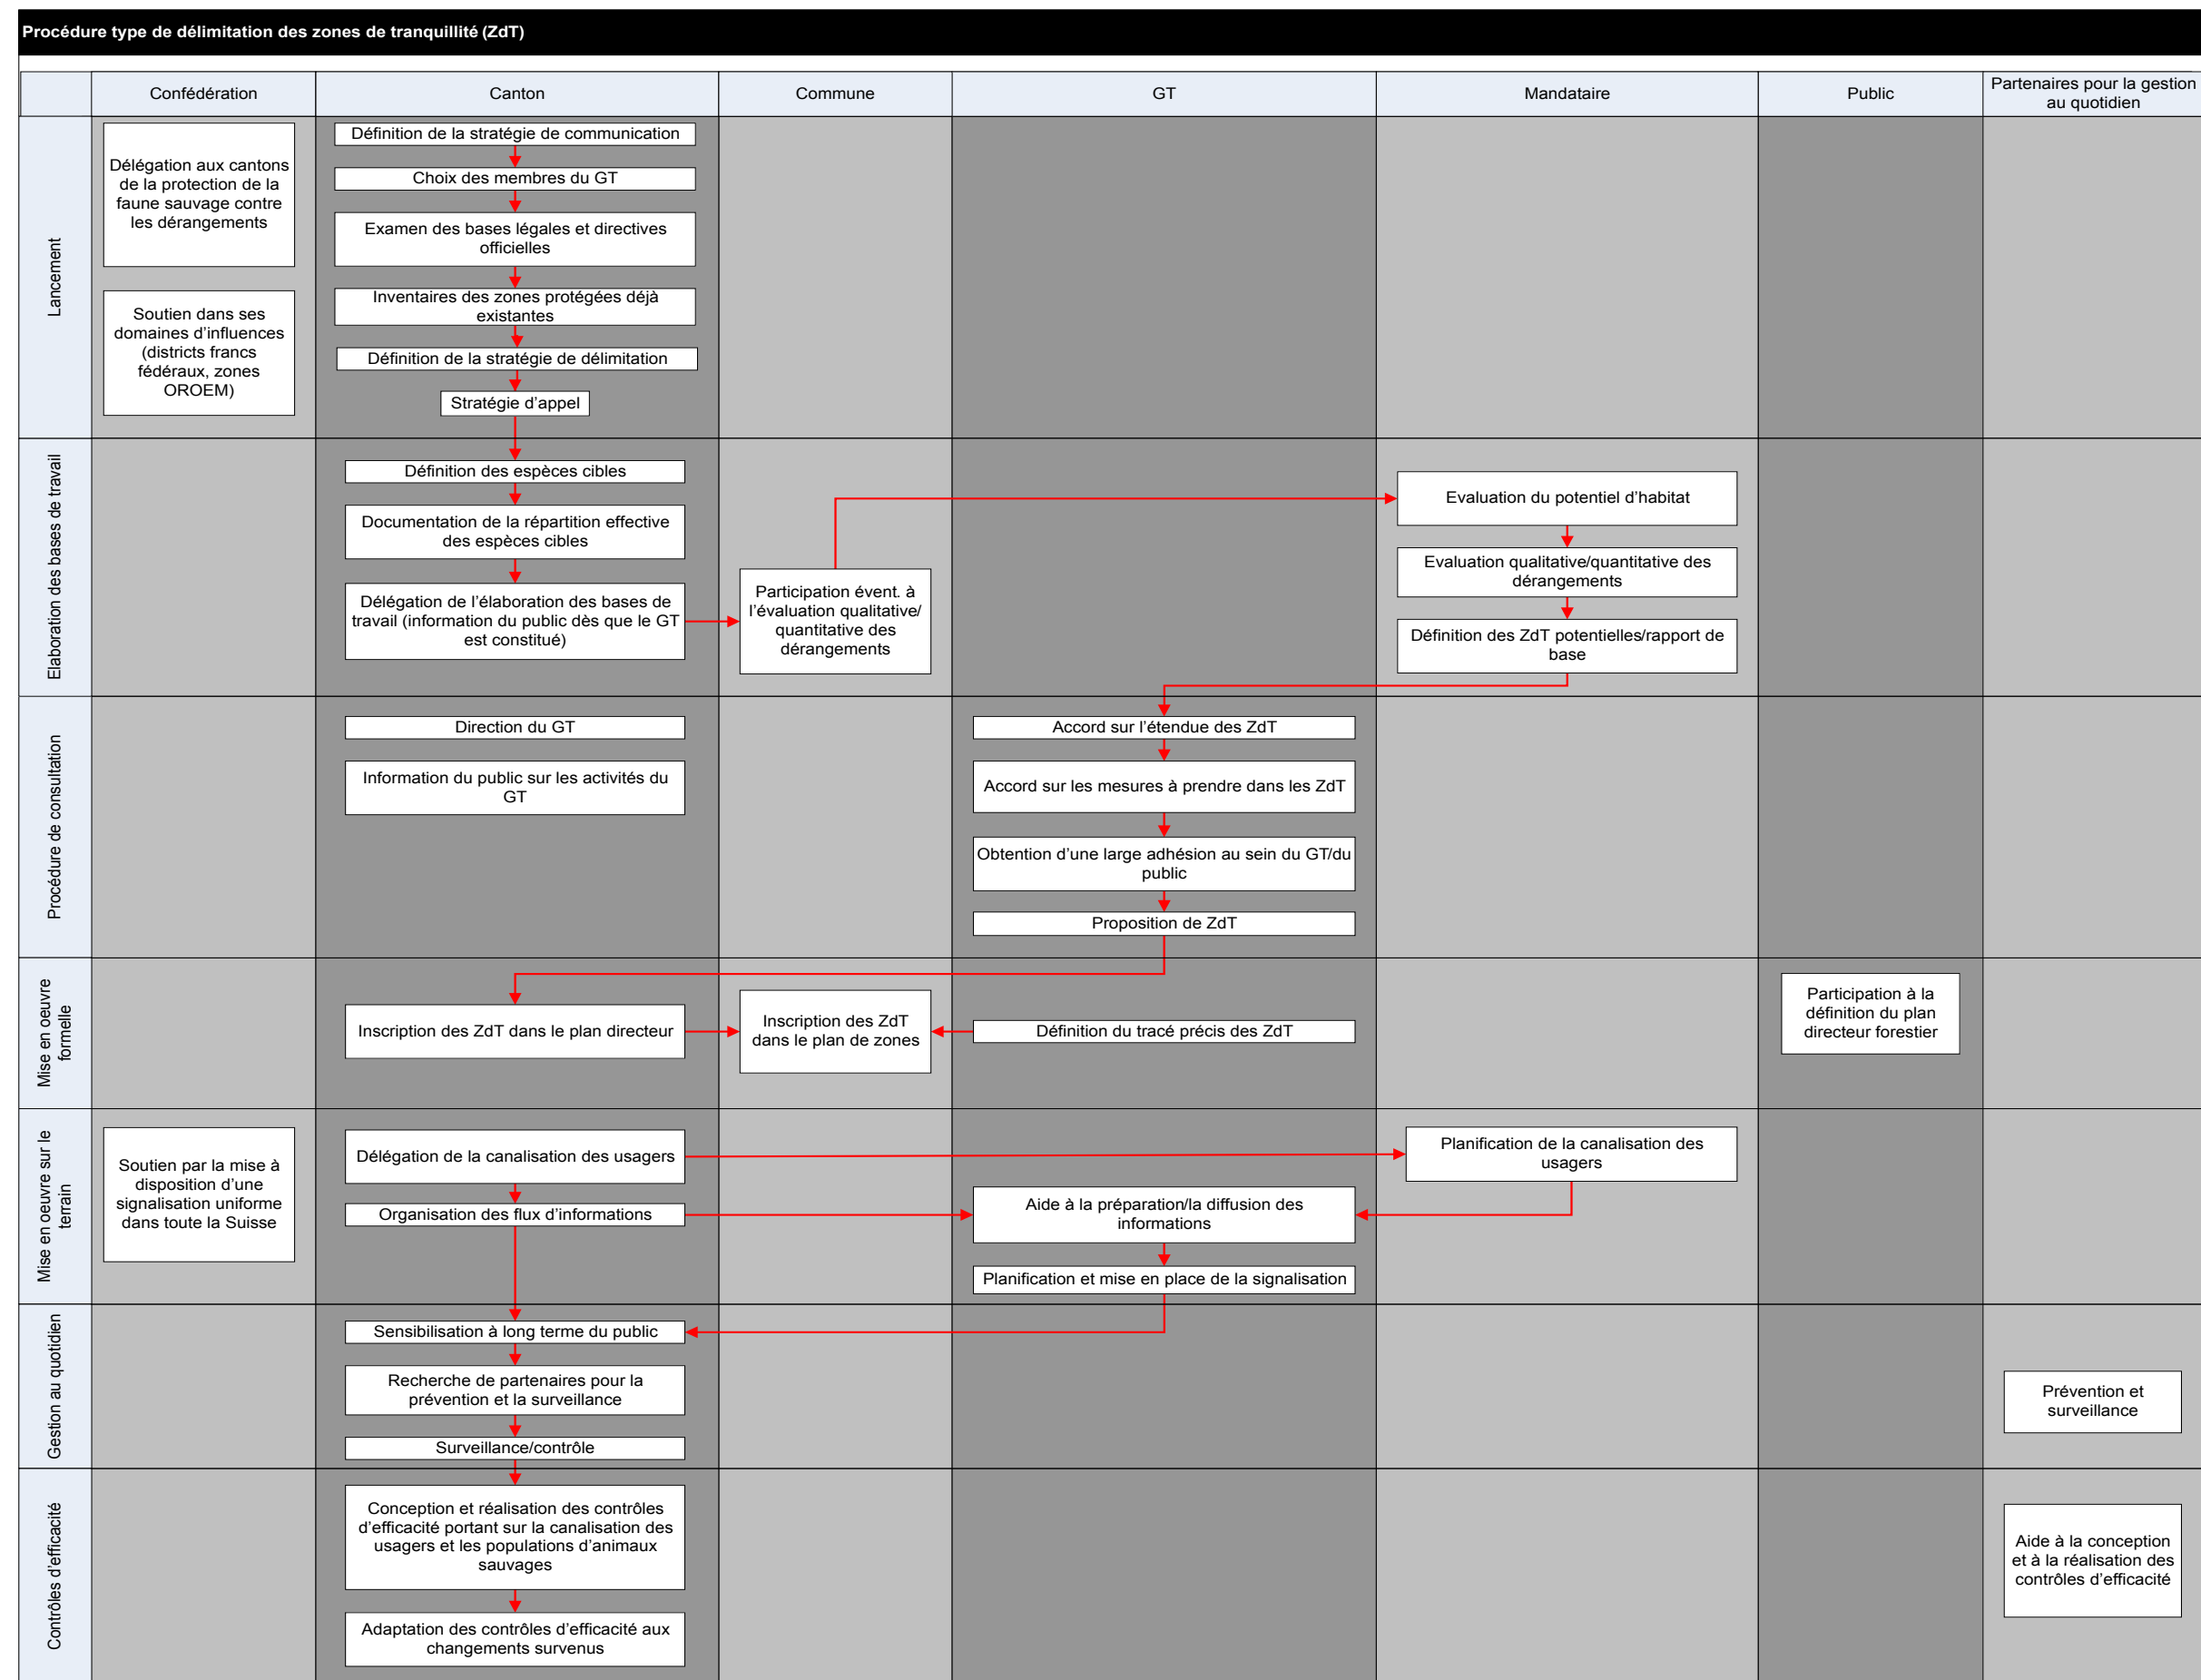 Procédure type de délimitation des zones de tranquillité (ZdT)
Confédération
Canton
Commune
GT
Mandataire
Public
Partenaires pour la gestion
au quotidien
Lancement
Délégation aux cantons
de la protection de la
faune sauvage contre
les dérangements
Soutien dans ses
domaines d'influences
(districts francs
fédéraux, zones
OROEM)
Définition de la stratégie de communication
Choix des membres du GT
Examen des bases légales et directives
officielles
Inventaires des zones protégées déjà
existantes
Définition de la stratégie de délimitation
Stratégie d'appel
Elaboration des bases de travail
Définition des espèces cibles
Documentation de la répartition effective
des espèces cibles
Délégation de l'élaboration des bases de
travail (information du public dès que le GT
est constitué)
Participation évent. à
l'évaluation qualitative/
quantitative des
dérangements
Evaluation du potentiel d'habitat
Evaluation qualitative/quantitative des
dérangements
Définition des ZdT potentielles/rapport de
base
Procédure de consultation
Direction du GT
Information du public sur les activités du
GT
Accord sur l'étendue des ZdT
Accord sur les mesures à prendre dans les ZdT
Obtention d'une large adhésion au sein du GT/du
public
Proposition de ZdT
Mise en oeuvre
formelle
Inscription des ZdT dans le plan directeur
Inscription des ZdT
dans le plan de zones
Définition du tracé précis des ZdT
Participation à la
définition du plan
directeur forestier
Mise en oeuvre sur le
terrain
Soutien par la mise à
disposition d'une
signalisation uniforme
dans toute la Suisse
Délégation de la canalisation des usagers
Organisation des flux d'informations
Aide à la préparation/la diffusion des
informations
Planification et mise en place de la signalisation
Planification de la canalisation des
usagers
Gestion au quotidien
Sensibilisation à long terme du public
Recherche de partenaires pour la
prévention et la surveillance
Surveillance/contrôle
Prévention et
surveillance
Contrôles d'efficacité
Conception et réalisation des contrôles
d'efficacité portant sur la canalisation des
usagers et les populations d'animaux
sauvages
Adaptation des contrôles d'efficacité aux
changements survenus
Aide à la conception
et à la réalisation des
contrôles d'efficacité